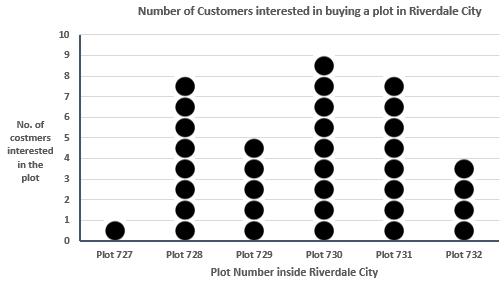 Number of Customers interested in buying a plot in Riverdale City
10
9
8
7
6
5
4
3
2
1
0
No. of
costmers
interested
in the
plot
Plot 727 Plot 728 Plot 729 Plot 730 Plot 731 Plot 732
Plot Number inside Riverdale City